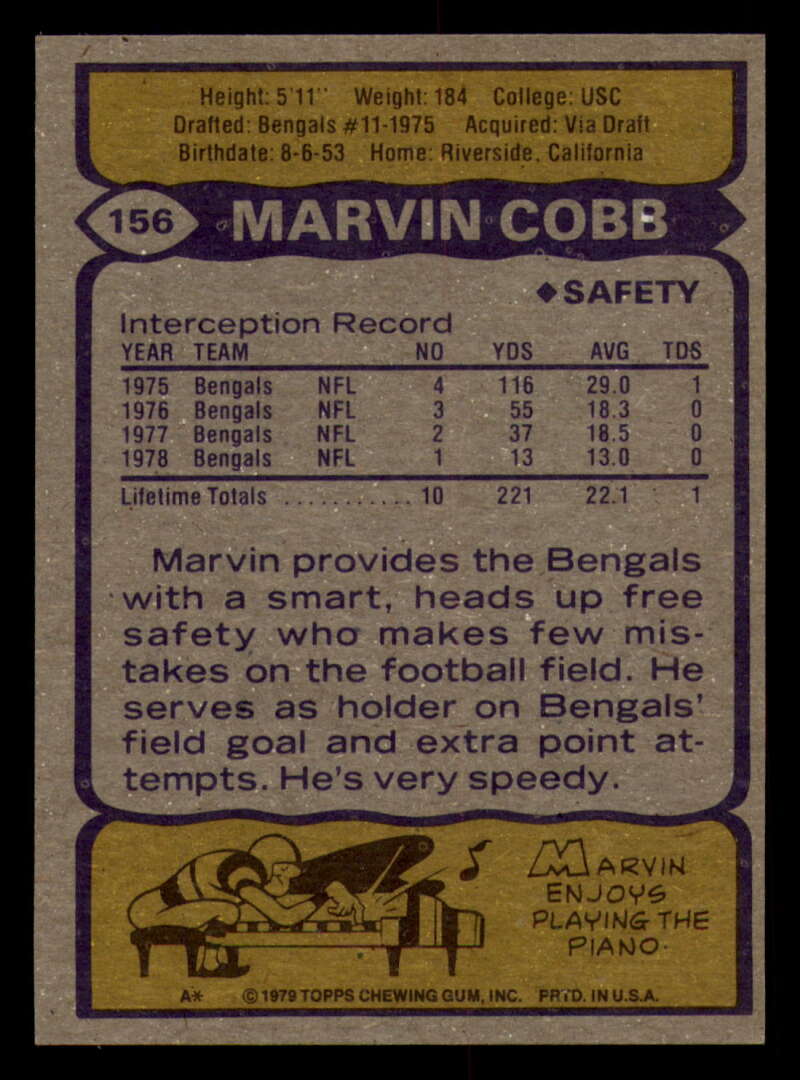 Height: 5'11" Weight: 184 College: USC
Drafted: Bengals #11-1975 Acquired: Via Draft
Birthdate: 8-6-53 Home: Riverside, California
156 MARVIN COBB
◆SAFETY
Interception Record
YEAR TEAM NO YDS AVG TDS
1975 Bengals NFL 4 116 29.0 1
1976 Bengals NFL 3 55 18.3 0
1977 Bengals NFL 2 37 18.5 0
1978 Bengals NFL 1 13 13.0 0
Lifetime Totals ........... 10 221 22.1 1
Marvin provides the Bengals
with a smart, heads up free
safety who makes few mis-
takes on the football field. He
serves as holder on Bengals'
field goal and extra point at-
tempts. He's very speedy.
MARVIN
ENJOYS
PLAYING THE
PIANO.
A* ©1979 TOPPS CHEWING GUM, INC. PRTD. IN U.S.A.